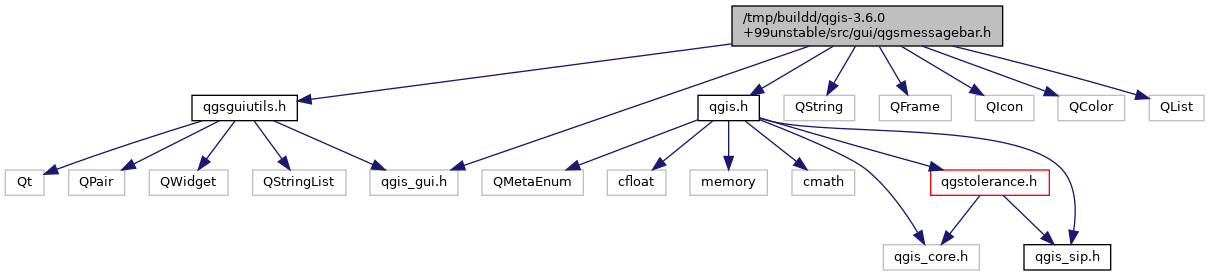 /tmp/buildd/qgis-3.6.0
+99unstable/src/gui/qgsmessagebar.h
qgsguiutils.h
qgis.h
QString
QFrame
QIcon
QColor
QList
Qt
QPair
QWidget
QStringList
qgis_gui.h
QMetaEnum
cfloat
memory
cmath
qgstolerance.h
qgis_core.h
qgis_sip.h